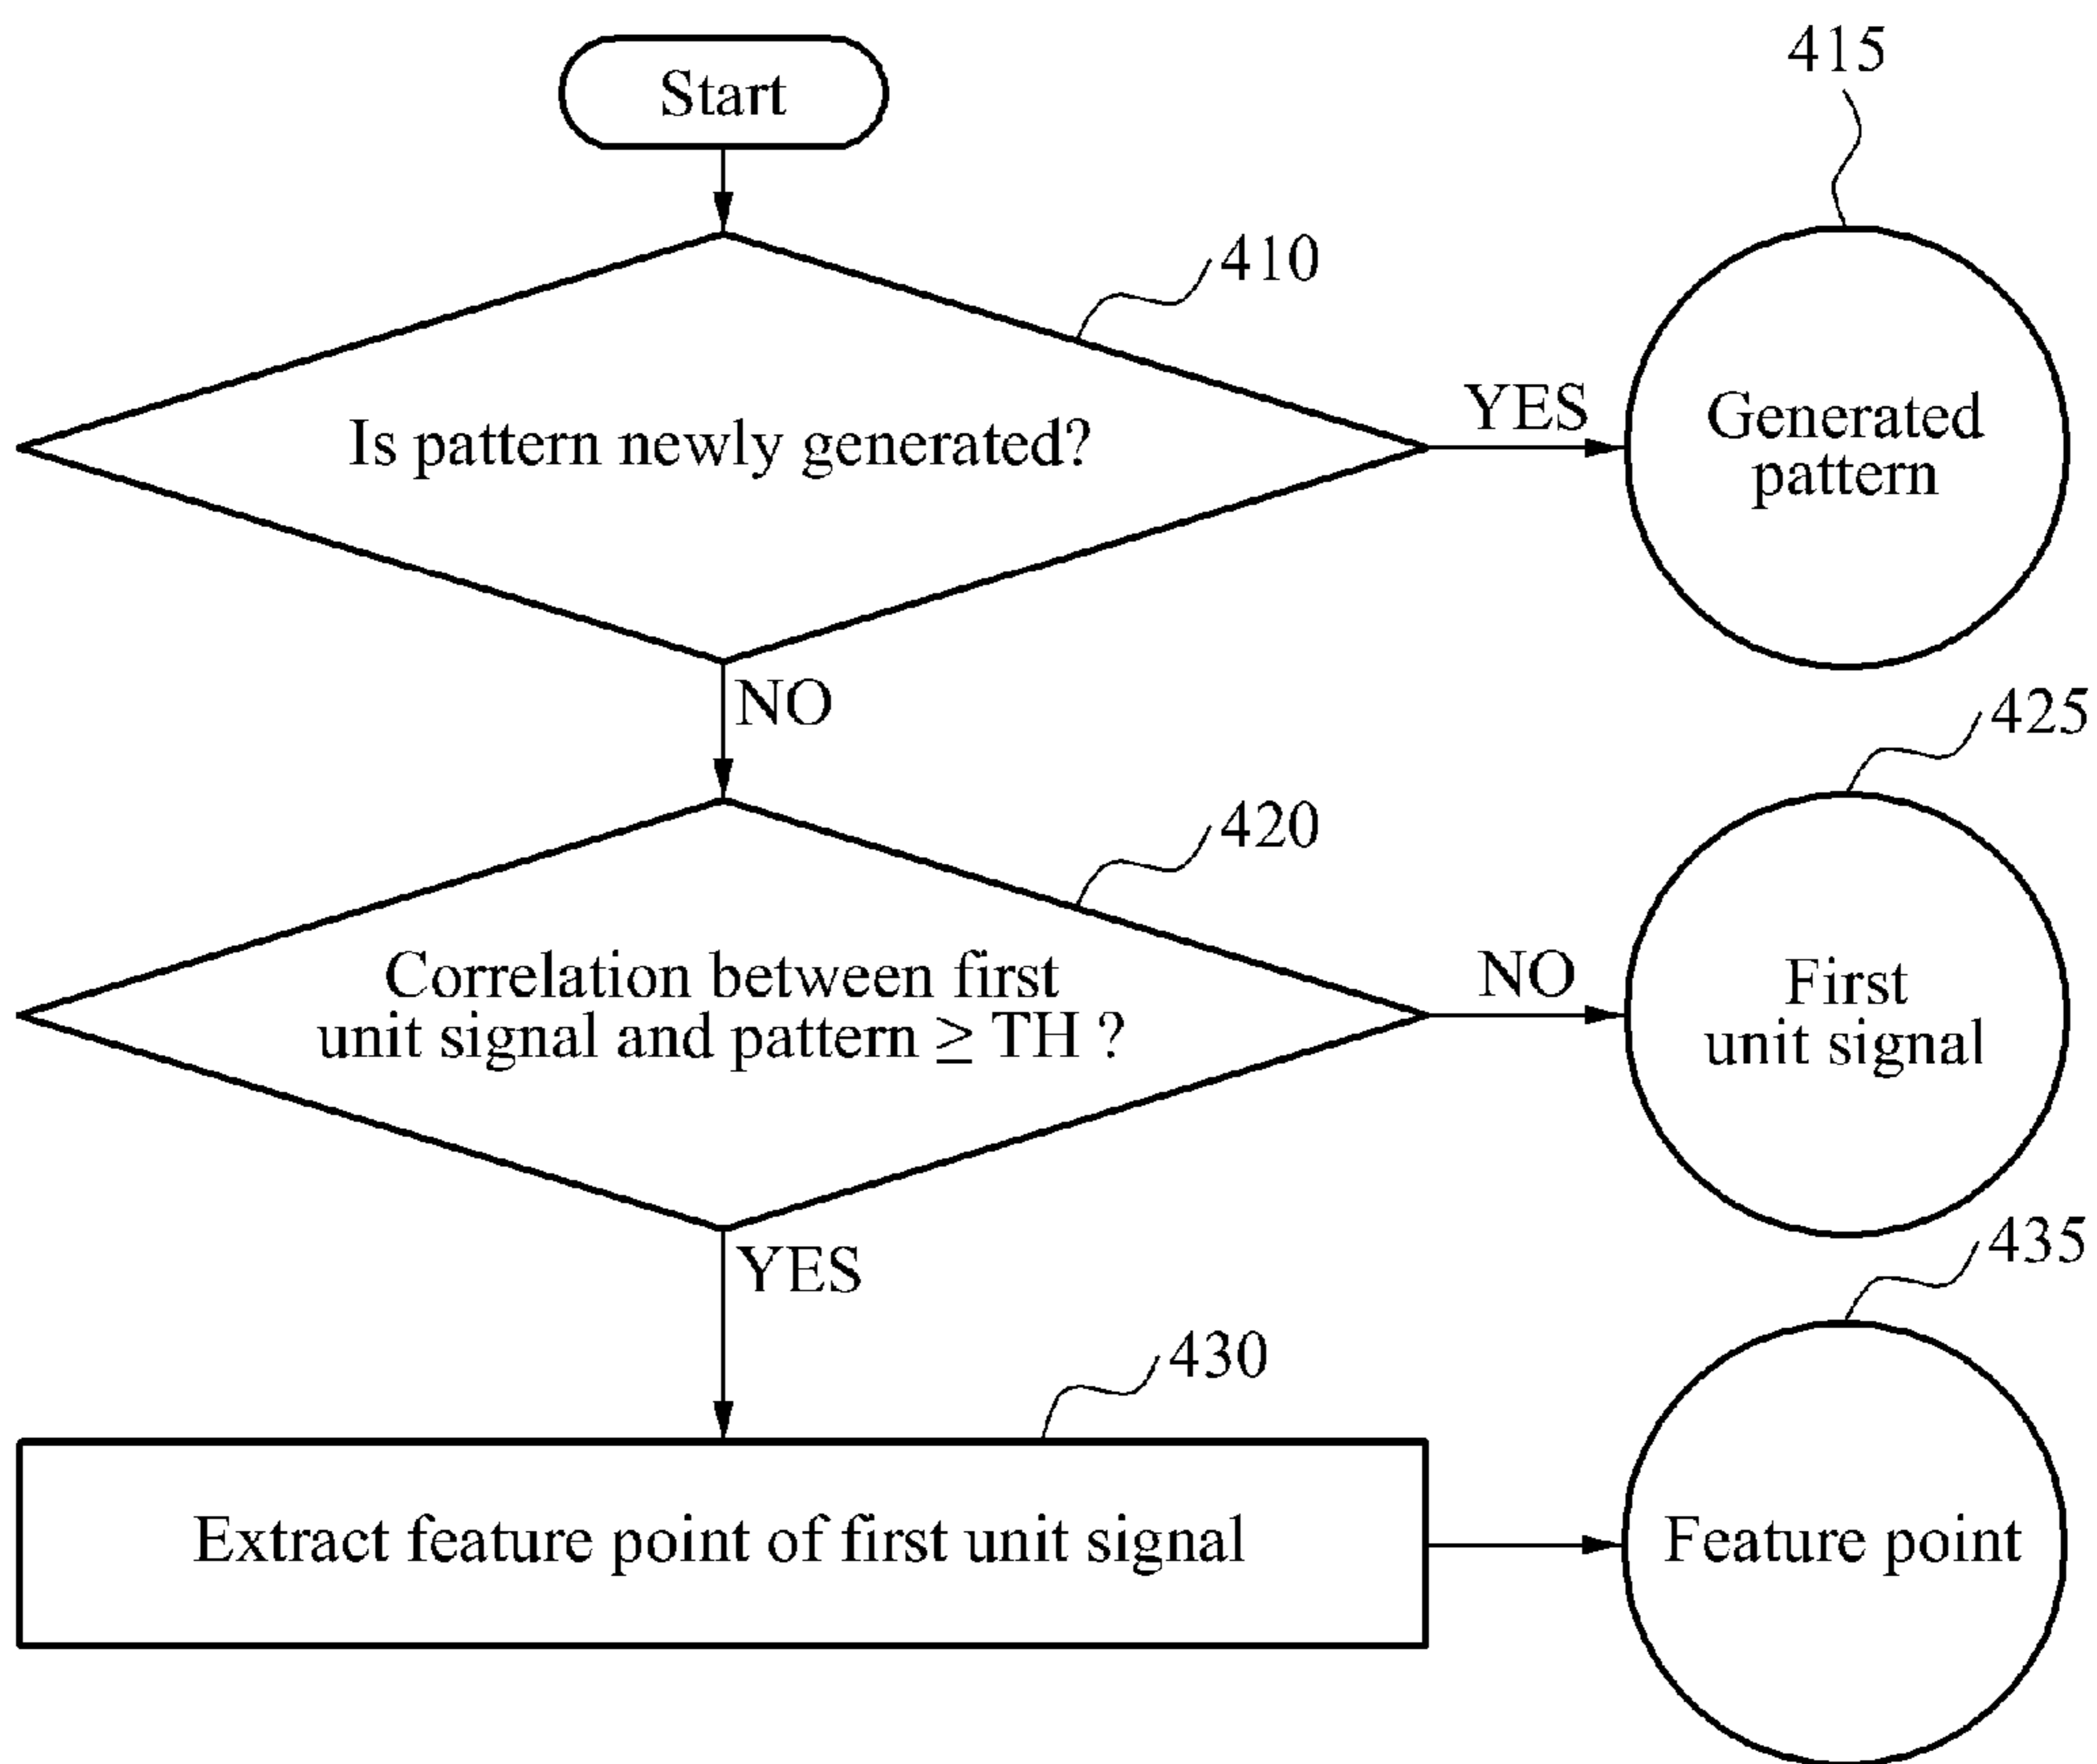 Start
415
410
Is pattern newly generated?
YES
Generated
pattern
NO
425
420
Correlation between first
unit signal and pattern ≥ TH ?
NO
First
unit signal
YES
435
430
Extract feature point of first unit signal
Feature point